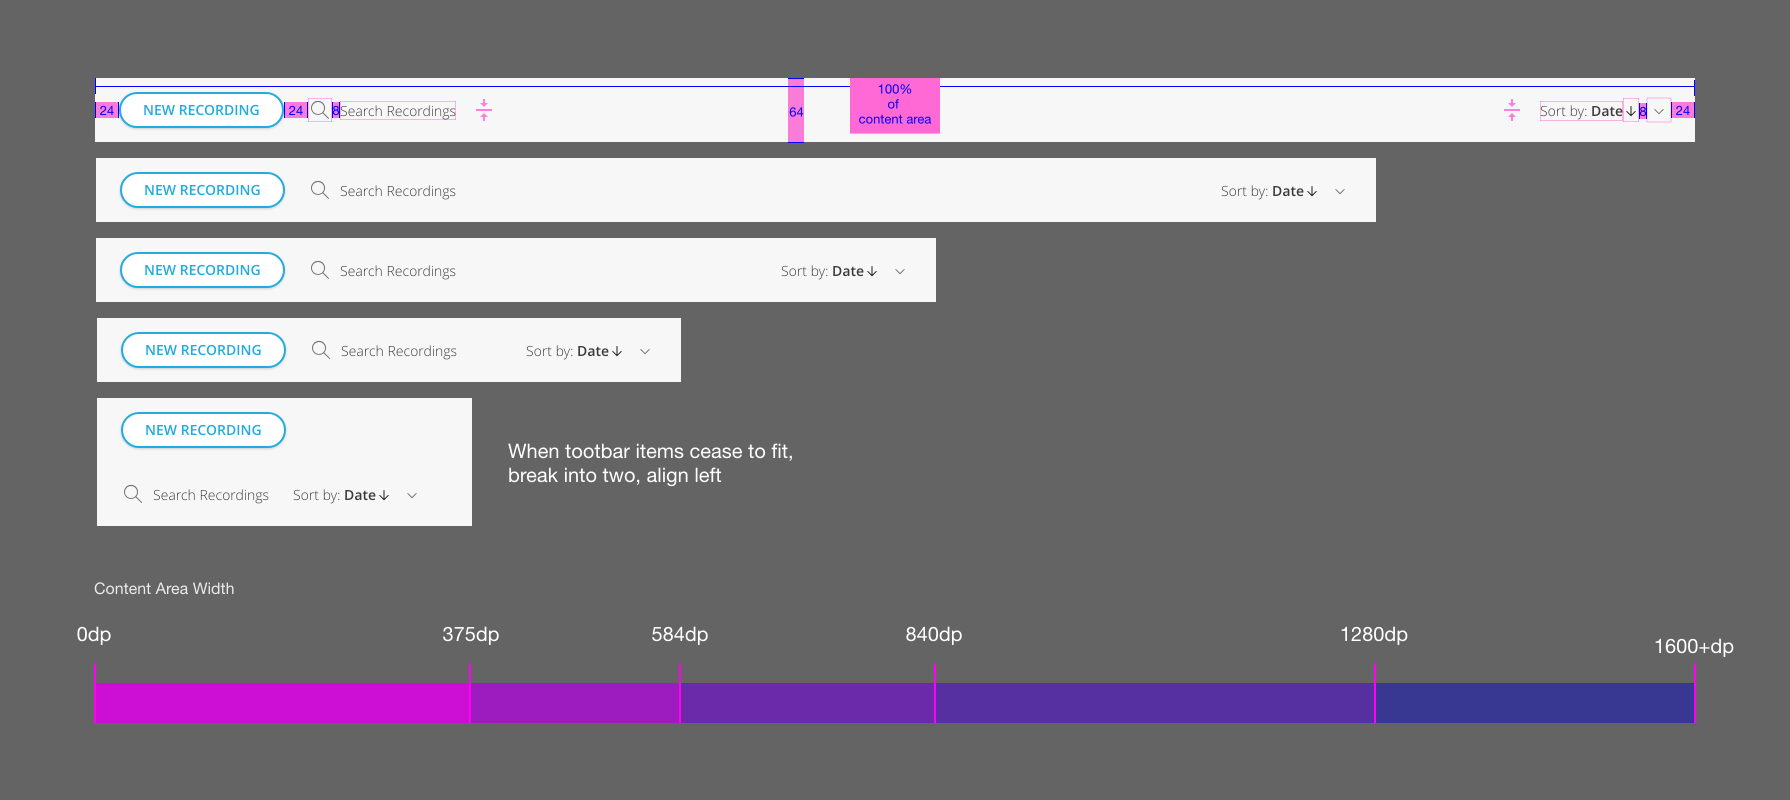 100%
of
content area
24 NEW RECORDING 24 8 Search Recordings 64 Sort by: Date 8 24
NEW RECORDING Search Recordings Sort by: Date
NEW RECORDING Search Recordings Sort by: Date
NEW RECORDING Search Recordings Sort by: Date
NEW RECORDING
Search Recordings Sort by: Date
When tootbar items cease to fit,
break into two, align left
Content Area Width
0dp 375dp 584dp 840dp 1280dp 1600+dp